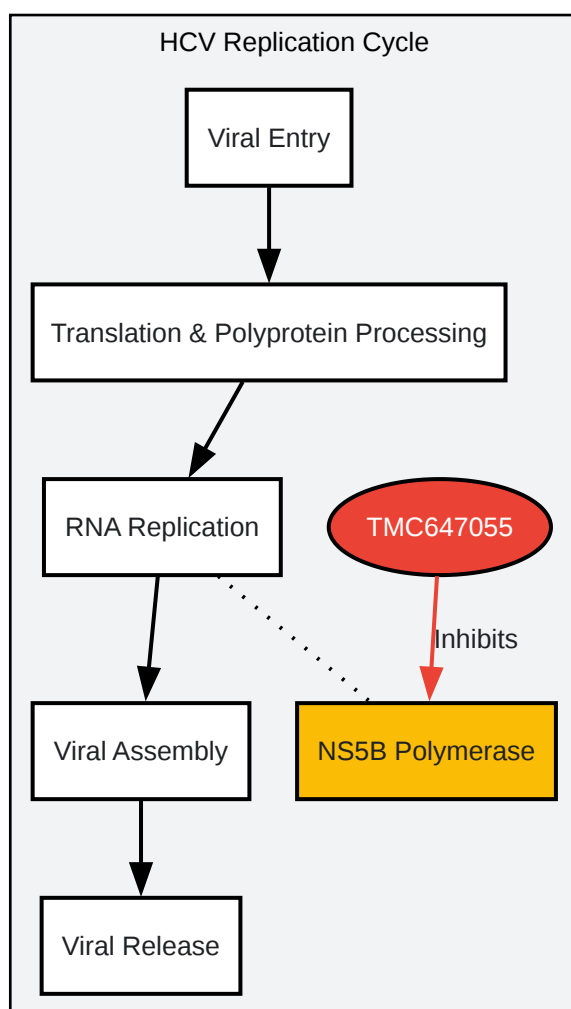 HCV Replication Cycle
Viral Entry
Translation & Polyprotein Processing
RNA Replication
TMC647055
Inhibits
Viral Assembly
NS5B Polymerase
Viral Release